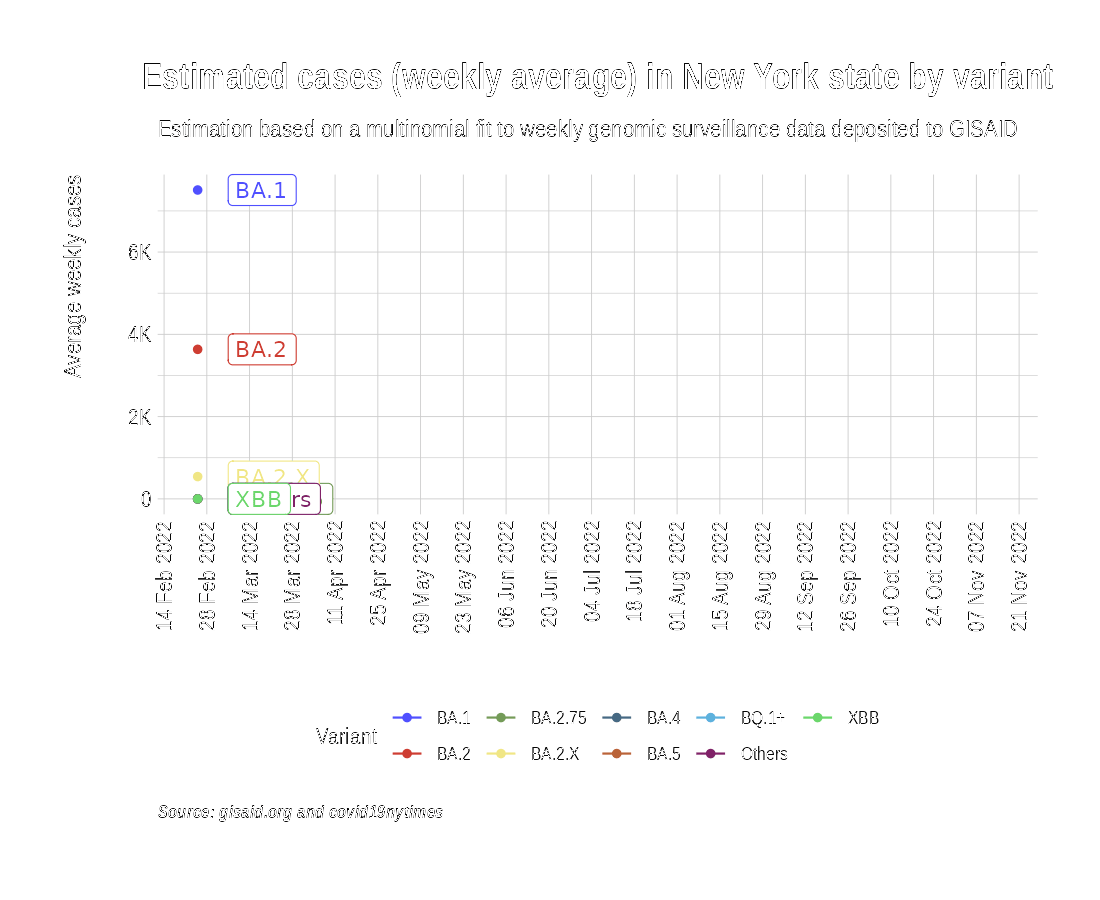 Estimated cases (weekly average) in New York state by variant
Estimation based on a multinomial fit to weekly genomic surveillance data deposited to GISAID
Average weekly cases
BA.1
6K
BA.2
4K
2K
BA.2.X
0
XBB
rs
14 Feb 2022
28 Feb 2022
14 Mar 2022
28 Mar 2022
11 Apr 2022
25 Apr 2022
09 May 2022
23 May 2022
06 Jun 2022
20 Jun 2022
04 Jul 2022
18 Jul 2022
01 Aug 2022
15 Aug 2022
29 Aug 2022
12 Sep 2022
26 Sep 2022
10 Oct 2022
24 Oct 2022
07 Nov 2022
21 Nov 2022
Variant
BA.1
BA.2.75
BA.4
BQ.1+
XBB
BA.2
BA.2.X
BA.5
Others
Source: gisaid.org and covid19nytimes